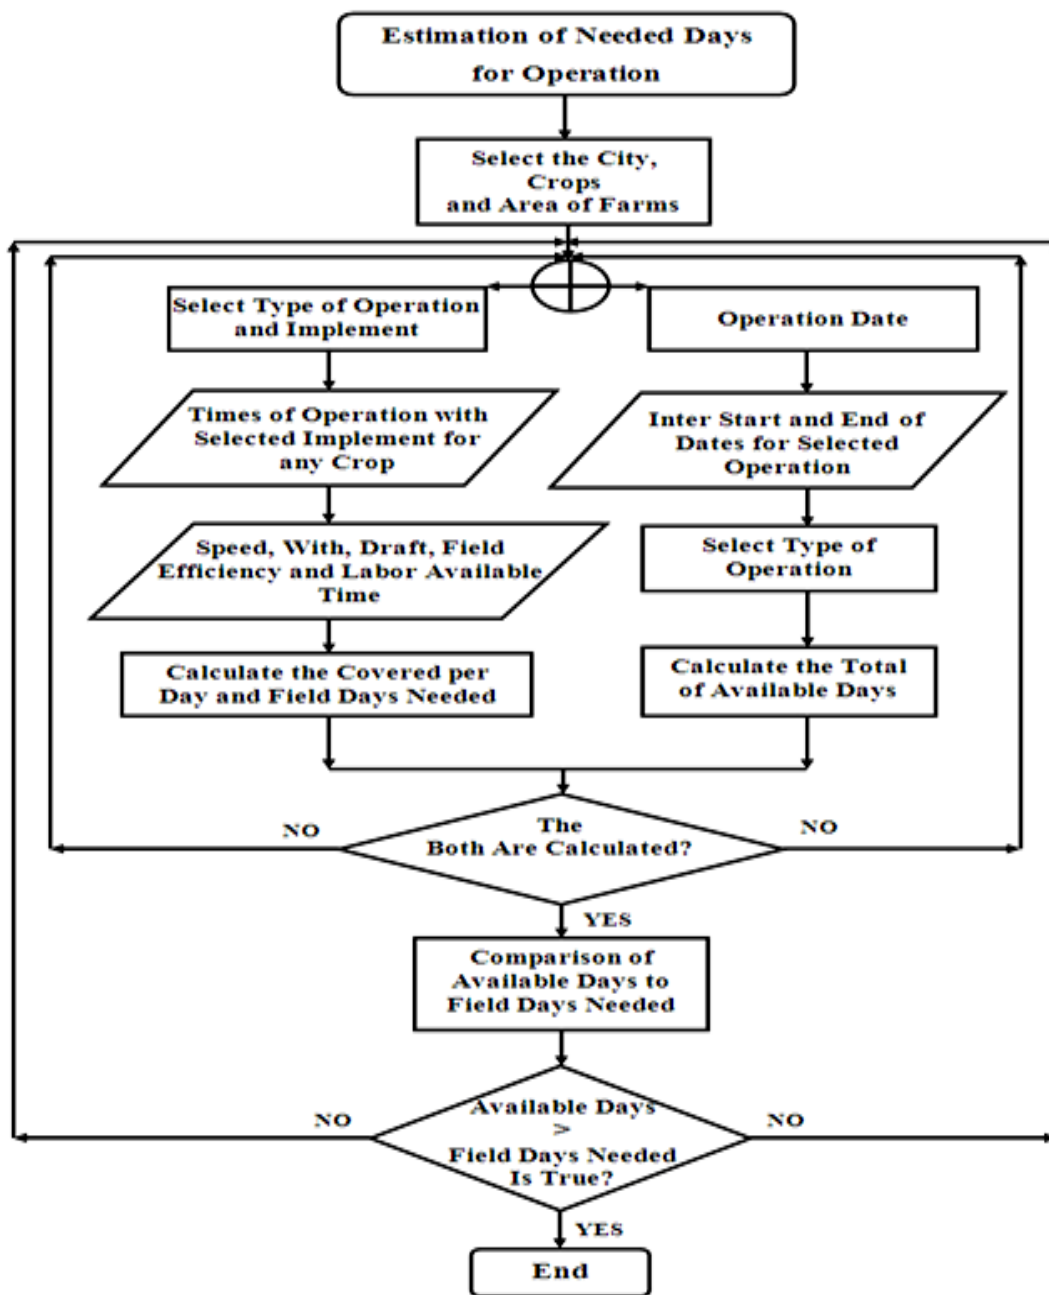 Estimation of Needed Days
for Operation
Select the City,
Crops
and Area of Farms
Select Type of Operation
and Implement
Operation Date
Times of Operation with
Selected Implement for
any Crop
Inter Start and End of
Dates for Selected
Operation
Speed, With, Draft, Field
Efficiency and Labor Available
Time
Select Type of
Operation
Calculate the Covered per
Day and Field Days Needed
Calculate the Total
of Available Days
The
Both Are Calculated?
NO
NO
YES
Comparison of
Available Days to
Field Days Needed
Available Days
>
Field Days Needed
Is True?
NO
NO
YES
End